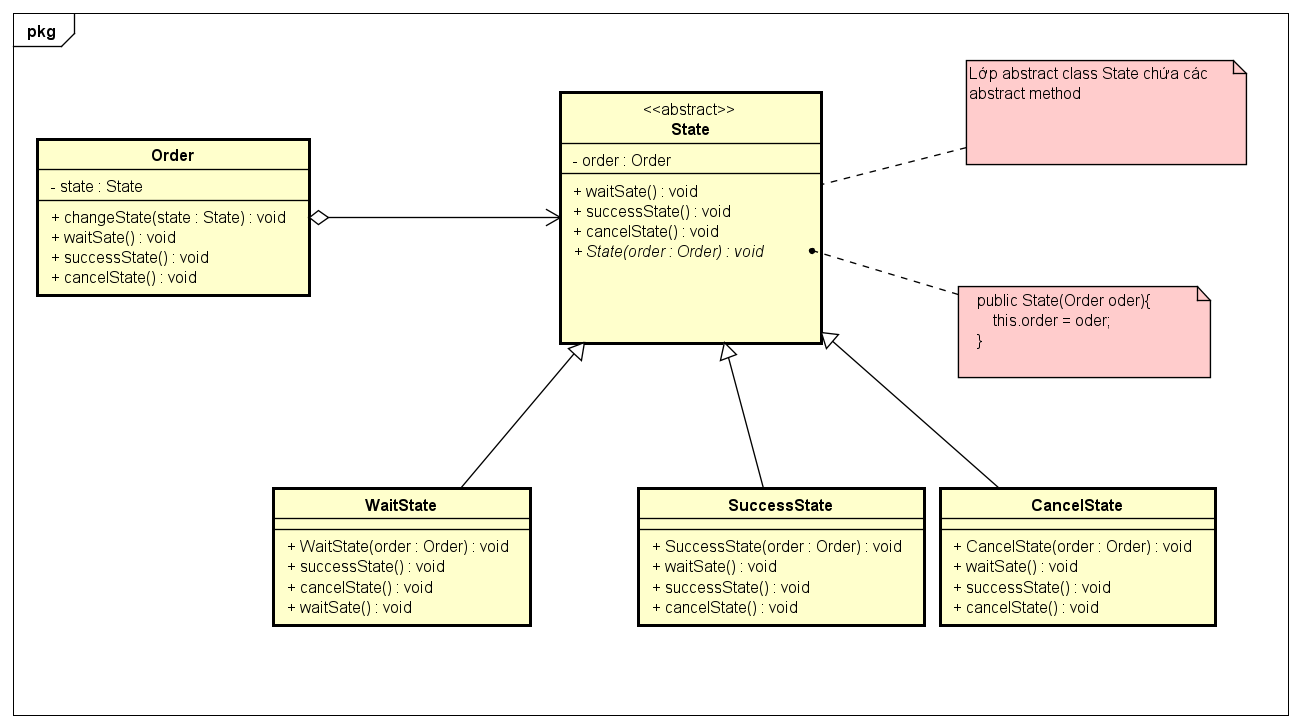 pkg
Lớp abstract class State chứa các
abstract method
<<abstract>>
State
- order : Order
+ waitSate() : void
+ successState() : void
+ cancelState() : void
+ State(order : Order) : void
Order
- state : State
+ changeState(state : State) : void
+ waitSate() : void
+ successState() : void
+ cancelState() : void
public State(Order oder){
this.order = oder;
}
WaitState
+ WaitState(order : Order) : void
+ successState() : void
+ cancelState() : void
+ waitSate() : void
SuccessState
+ SuccessState(order : Order) : void
+ waitSate() : void
+ successState() : void
+ cancelState() : void
CancelState
+ CancelState(order : Order) : void
+ waitSate() : void
+ successState() : void
+ cancelState() : void